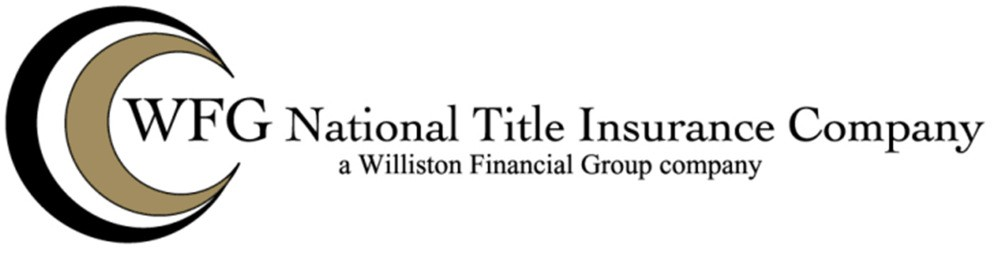 WFG National Title Insurance Company
a Williston Financial Group company